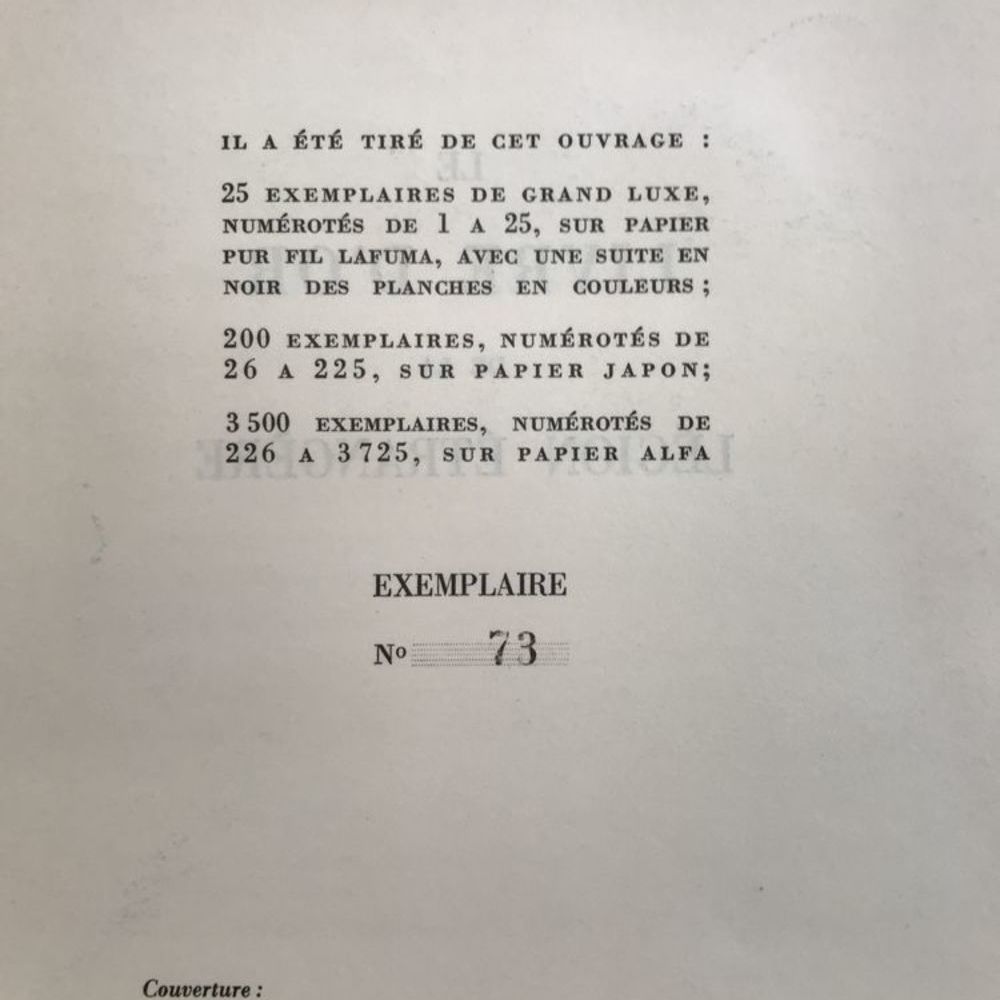 IL A ÉTÉ TIRÉ DE CET OUVRAGE :
25 EXEMPLAIRES DE GRAND LUXE,
NUMÉROTÉS DE 1 A 25, SUR PAPIER
PUR FIL LAFUMA, AVEC UNE SUITE EN
NOIR DES PLANCHES EN COULEURS ;
200 EXEMPLAIRES, NUMÉROTÉS DE
26 A 225, SUR PAPIER JAPON;
3 500 EXEMPLAIRES, NUMÉROTÉS DE
226 A 3 725, SUR PAPIER ALFA
EXEMPLAIRE
Nº 73
Couverture :